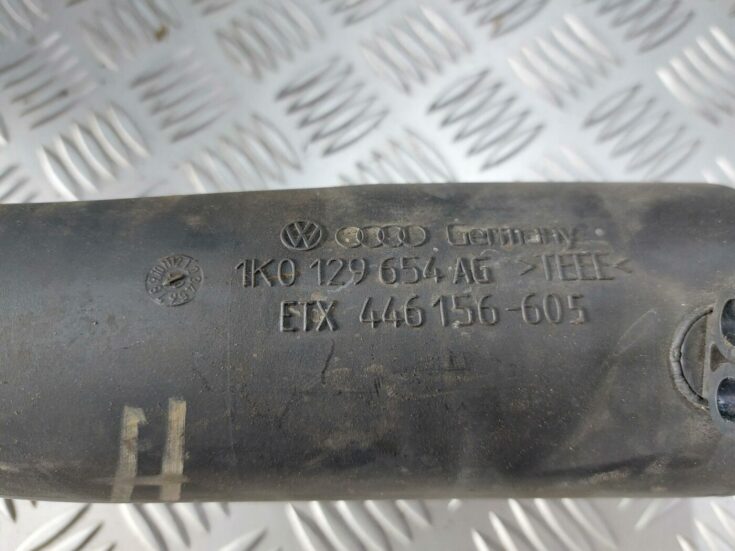 Germany
1K0 129 654 AG >TEEE<
ETX 446 156-605